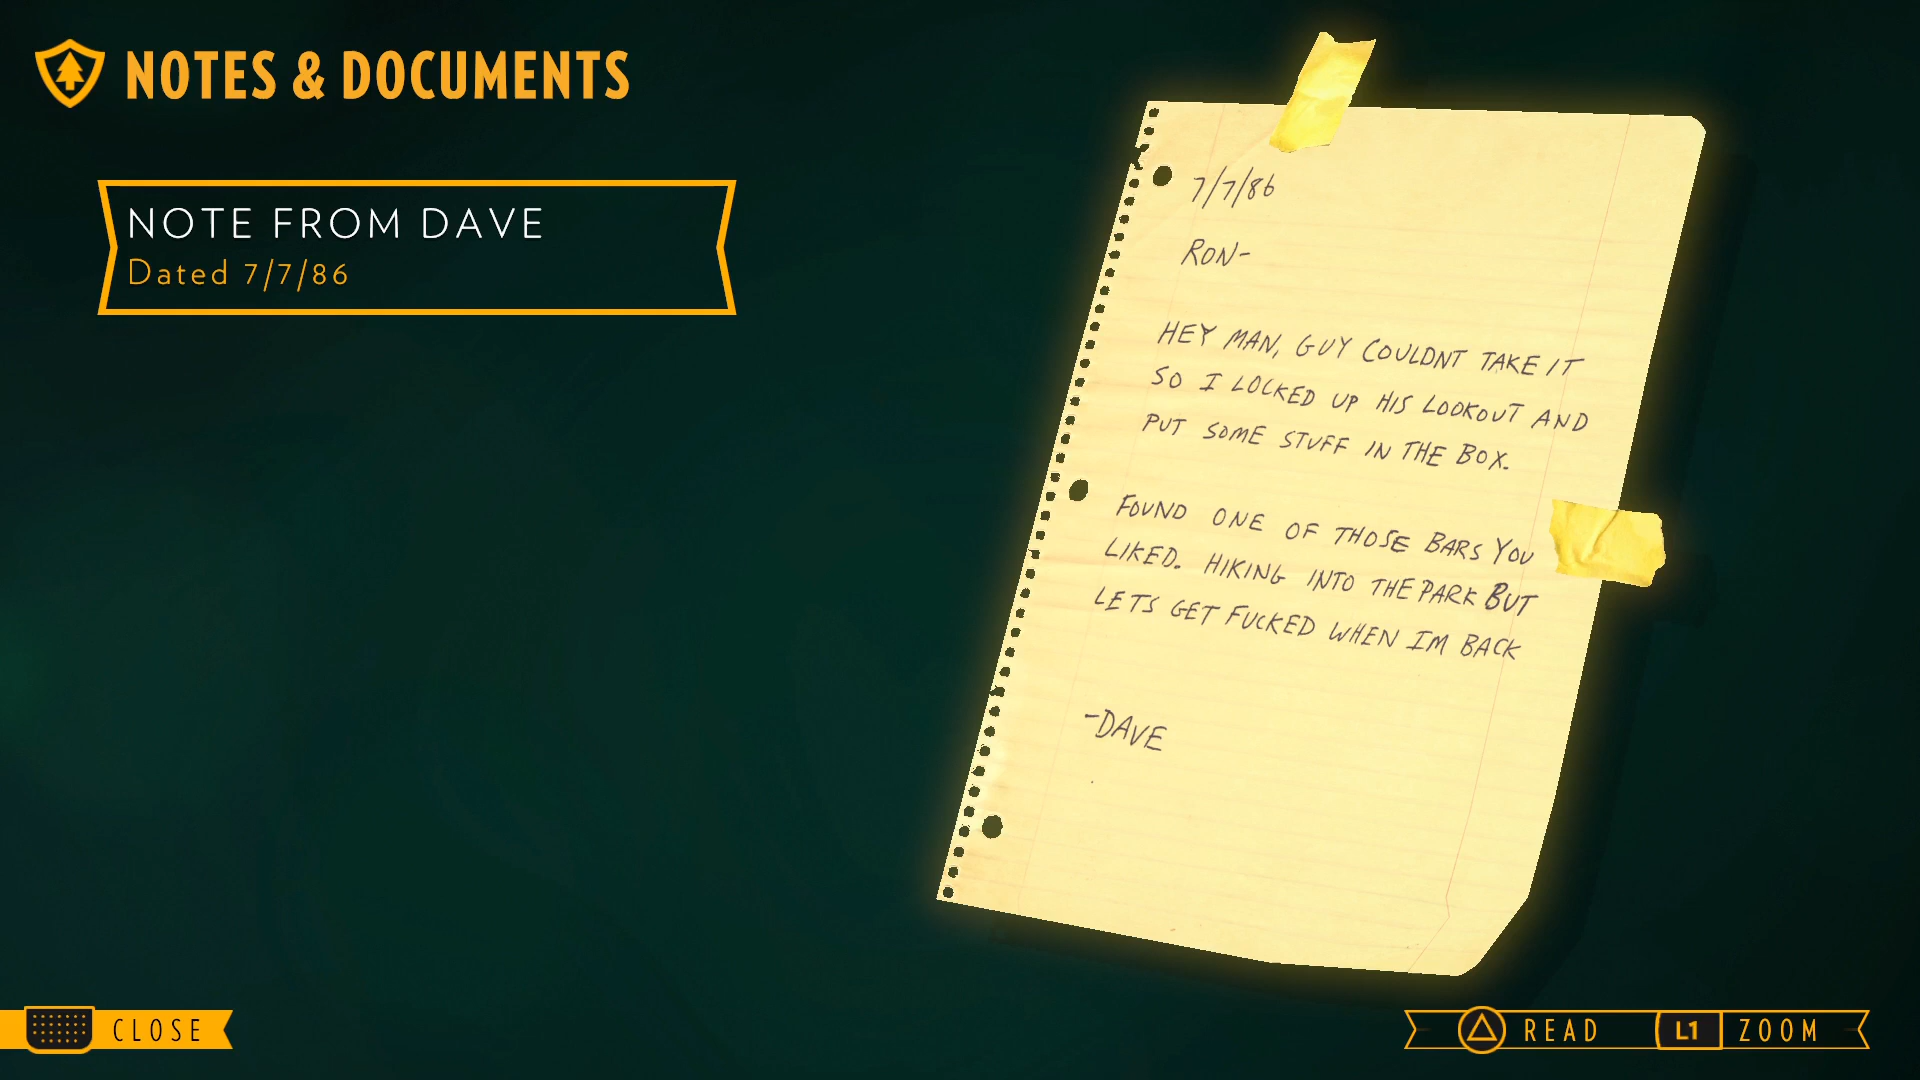 NOTES & DOCUMENTS
NOTE FROM DAVE
Dated 7/7/86
7/7/86
RON-
HEY MAN, GUY COULDNT TAKE IT
SO I LOCKED UP HIS LOOKOUT AND
PUT SOME STUFF IN THE BOX.
FOUND ONE OF THOSE BARS YOU
LIKED. HIKING INTO THE PARK BUT
LETS GET FUCKED WHEN IM BACK
-DAVE
CLOSE
READ
L1 ZOOM